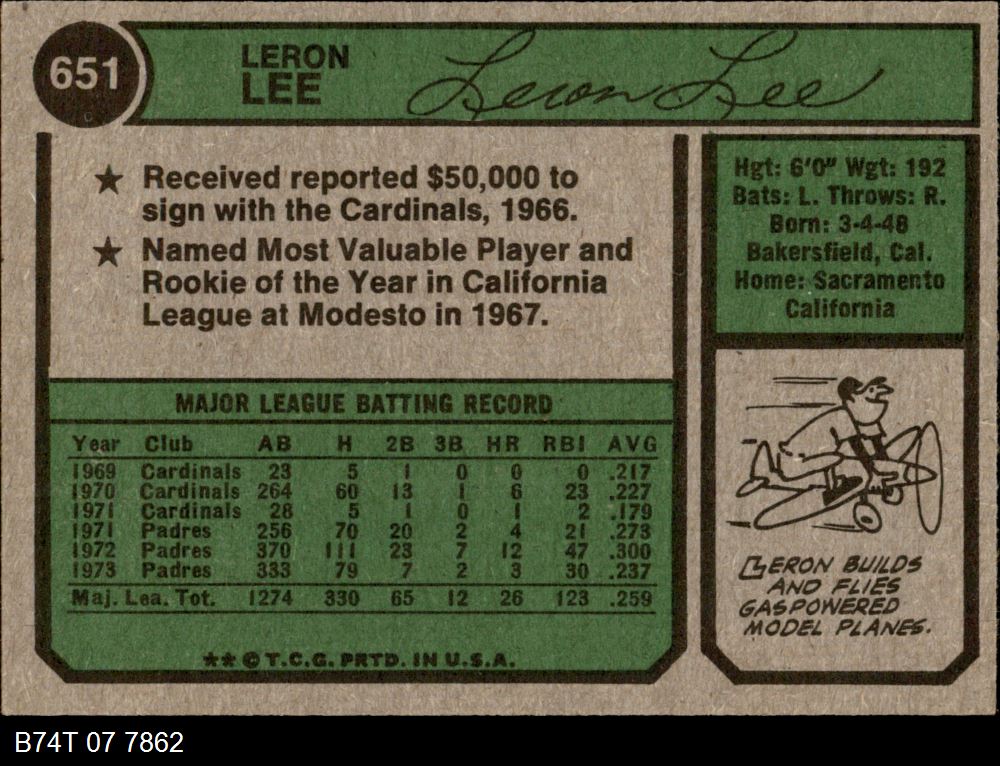 651
LERON
LEE
Leron Lee
★ Received reported $50,000 to
sign with the Cardinals, 1966.
★ Named Most Valuable Player and
Rookie of the Year in California
League at Modesto in 1967.
Hgt: 6'0" Wgt: 192
Bats: L. Throws: R.
Born: 3-4-48
Bakersfield, Cal.
Home: Sacramento
California
MAJOR LEAGUE BATTING RECORD
Year Club AB H 2B 3B HR RBI AVG
1969 Cardinals 23 5 1 0 0 0 .217
1970 Cardinals 264 60 13 1 6 23 .227
1971 Cardinals 28 5 1 0 1 2 .179
1971 Padres 256 70 20 2 4 21 .273
1972 Padres 370 111 23 7 12 47 .300
1973 Padres 333 79 7 2 3 30 .237
Maj. Lea. Tot. 1274 330 65 12 26 123 .259
** © T.C.G. PRTD. IN U.S.A.
LERON BUILDS
AND FLIES
GASPOWERED
MODEL PLANES.
B74T 07 7862